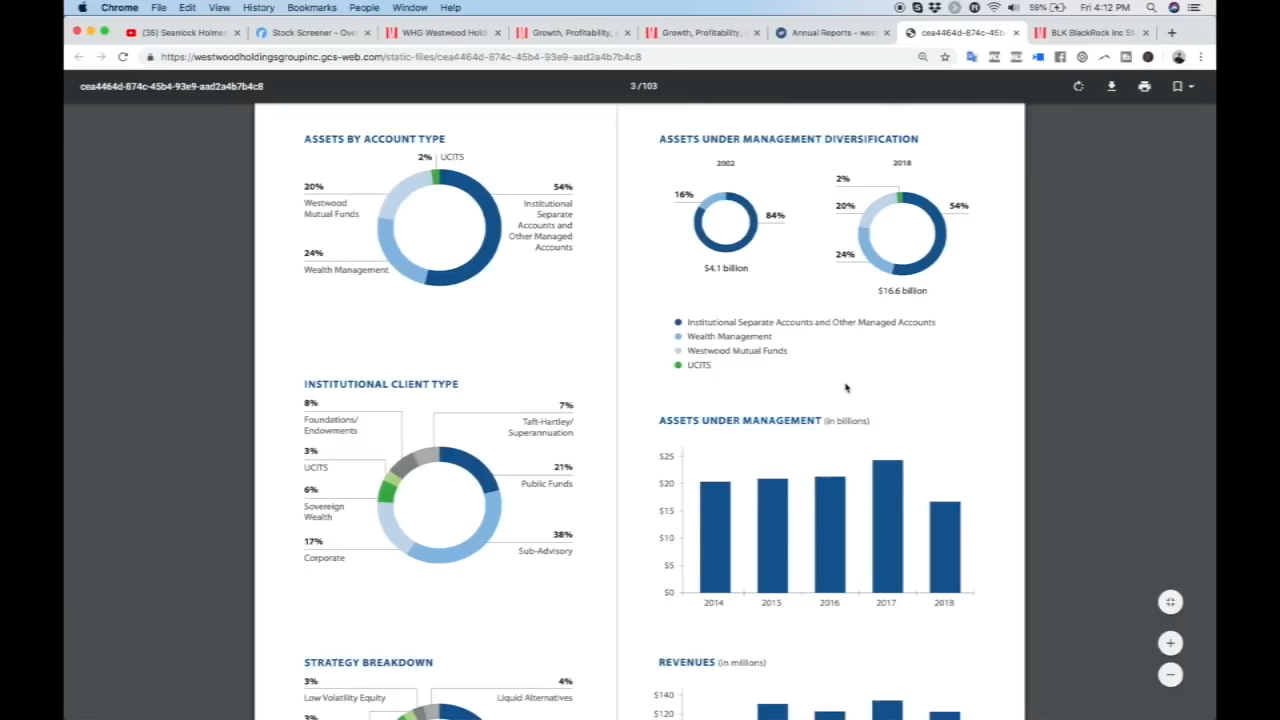 Chrome File Edit View History Bookmarks People Window Help
59% Fri 4:12 PM
(35) Seanlock Holmes
Stock Screener - Ove
WHG Westwood Hold
Growth, Profitability,
Growth, Profitability,
Annual Reports - west
cea4464d-874c-45b4
BLK BlackRock Inc St
https://westwoodholdingsgroupinc.gcs-web.com/static-files/cea4464d-874c-45b4-93e9-aad2a4b7b4c8
cea4464d-874c-45b4-93e9-aad2a4b7b4c8
3 / 103
ASSETS BY ACCOUNT TYPE
2% UCITS
20%
Westwood
Mutual Funds
24%
Wealth Management
54%
Institutional
Separate
Accounts and
Other Managed
Accounts
INSTITUTIONAL CLIENT TYPE
8%
Foundations/
Endowments
3%
UCITS
6%
Sovereign
Wealth
17%
Corporate
7%
Taft-Hartley/
Superannuation
21%
Public Funds
38%
Sub-Advisory
STRATEGY BREAKDOWN
3%
Low Volatility Equity
3%
4%
Liquid Alternatives
ASSETS UNDER MANAGEMENT DIVERSIFICATION
2002
16%
84%
$4.1 billion
2018
2%
20%
24%
54%
$16.6 billion
Institutional Separate Accounts and Other Managed Accounts
Wealth Management
Westwood Mutual Funds
UCITS
ASSETS UNDER MANAGEMENT (in billions)
$25
$20
$15
$10
$5
$0
2014 2015 2016 2017 2018
REVENUES (in millions)
$140
$120